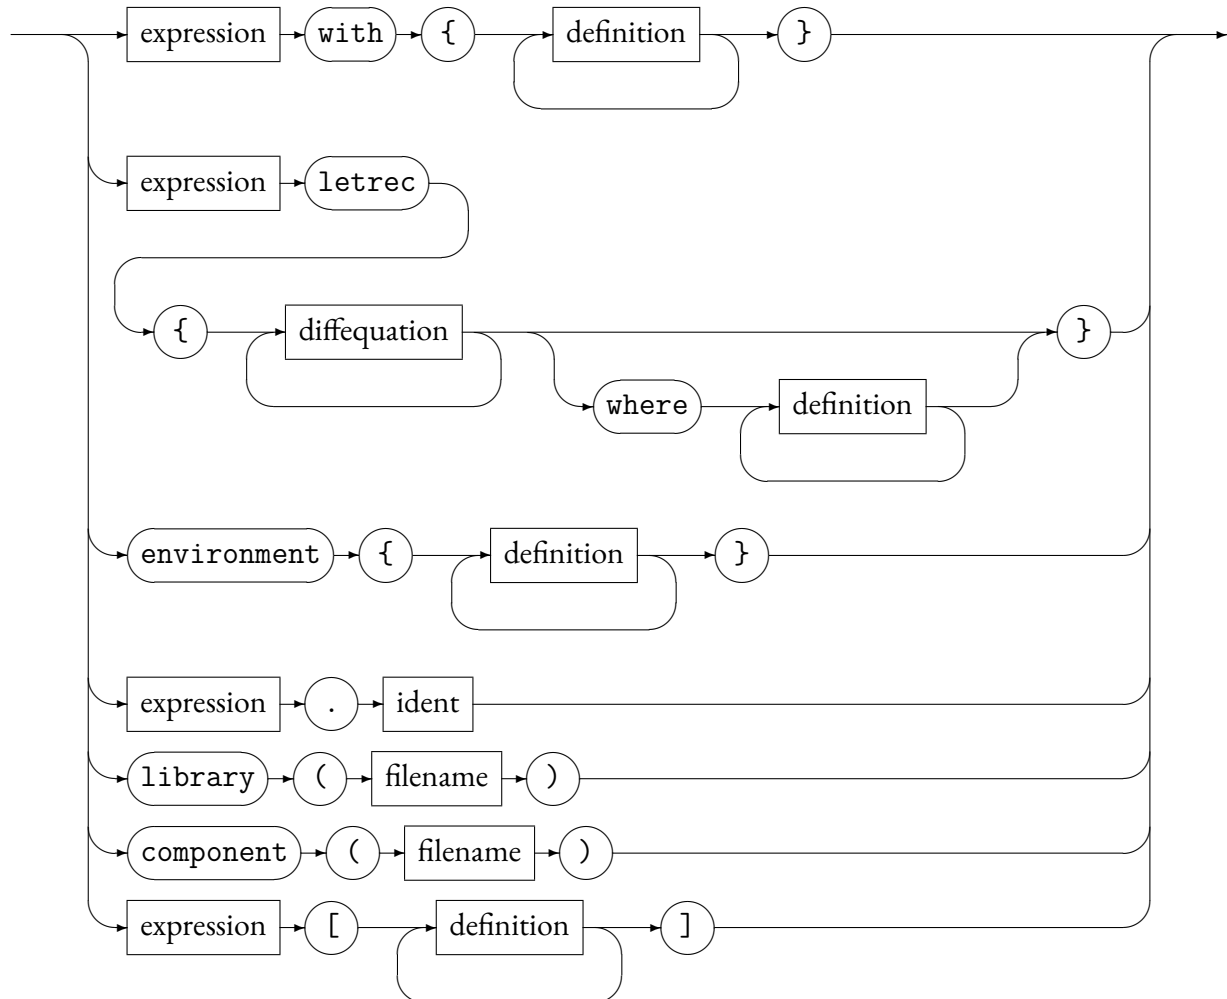 expression with { definition }
expression letrec
{ diffequation }
where definition
environment { definition }
expression . ident
library ( filename )
component ( filename )
expression [ definition ]